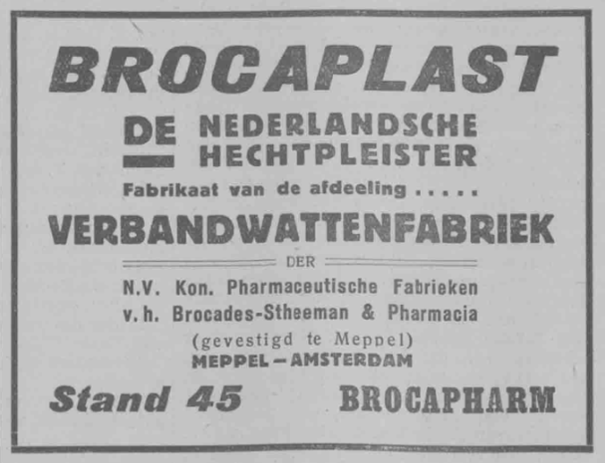 BROCAPLAST
DE NEDERLANDSCHE
HECHTPLEISTER
Fabrikaat van de afdeeling .....
VERBANDWATTENFABRIEK
DER
N.V. Kon. Pharmaceutische Fabrieken
v.h. Brocades-Stheeman & Pharmacia
(gevestigd te Meppel)
MEPPEL—AMSTERDAM
Stand 45 BROCAPHARM